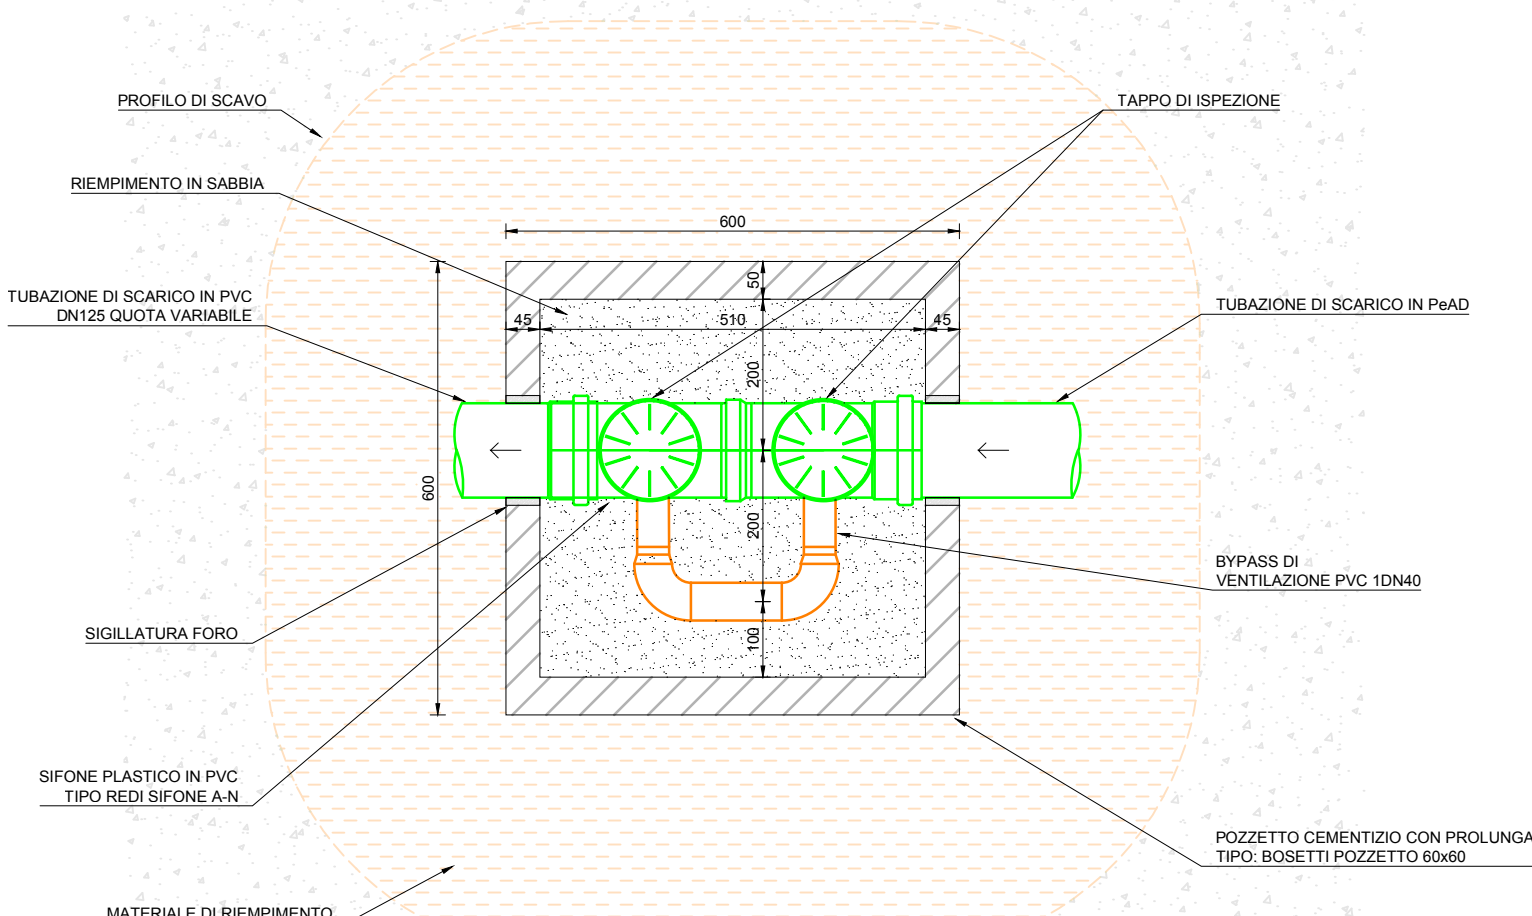 PROFILO DI SCAVO
TAPPO DI ISPEZIONE
RIEMPIMENTO IN SABBIA
600
50
TUBAZIONE DI SCARICO IN PVC
DN125 QUOTA VARIABILE
TUBAZIONE DI SCARICO IN PeAD
45
510
45
200
600
200
BYPASS DI
VENTILAZIONE PVC 1DN40
SIGILLATURA FORO
100
SIFONE PLASTICO IN PVC
TIPO REDI SIFONE A-N
POZZETTO CEMENTIZIO CON PROLUNGA
TIPO: BOSETTI POZZETTO 60x60
MATERIALE DI RIEMPIMENTO